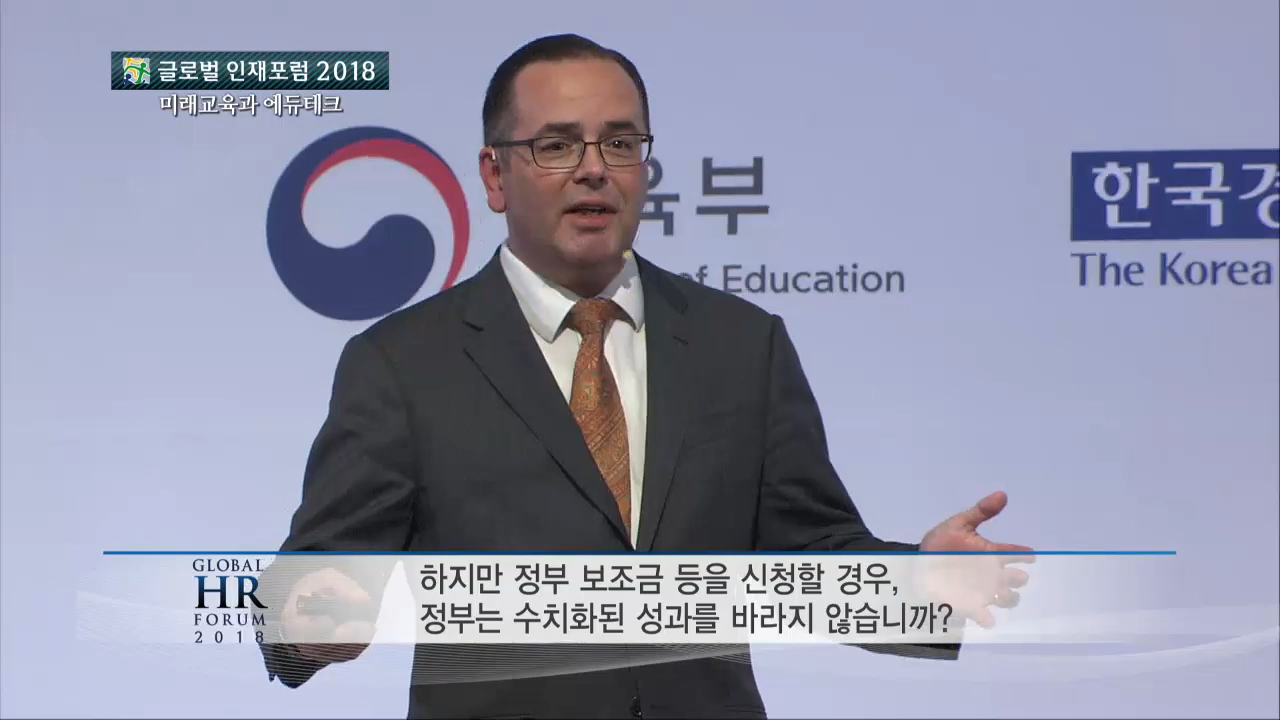 글로벌 인재포럼 2018
미래교육과 에듀테크
육부
of Education
한국경
The Korea
GLOBAL
HR
FORUM
2018
하지만 정부 보조금 등을 신청할 경우,
정부는 수치화된 성과를 바라지 않습니까?